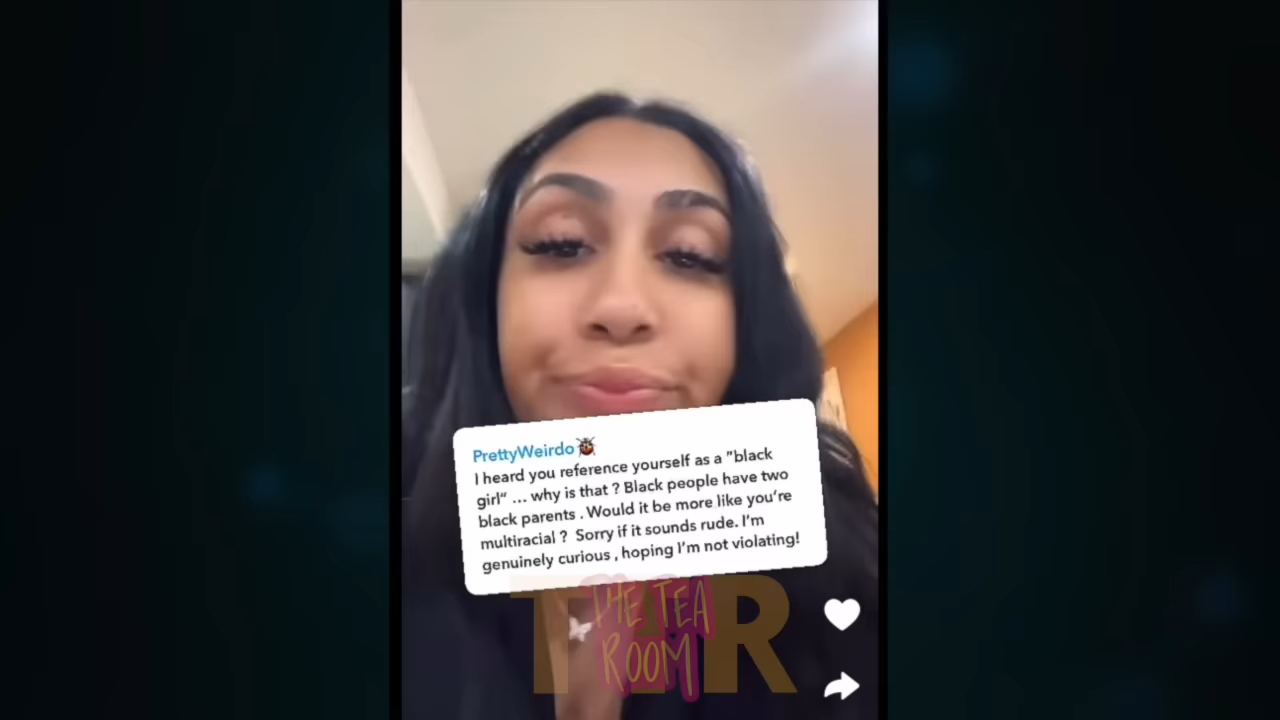 PrettyWeirdo🐞
I heard you reference yourself as a "black
girl" ... why is that ? Black people have two
black parents . Would it be more like you're
multiracial ? Sorry if it sounds rude. I'm
genuinely curious , hoping I'm not violating!
TTR
THE TEA
ROOM